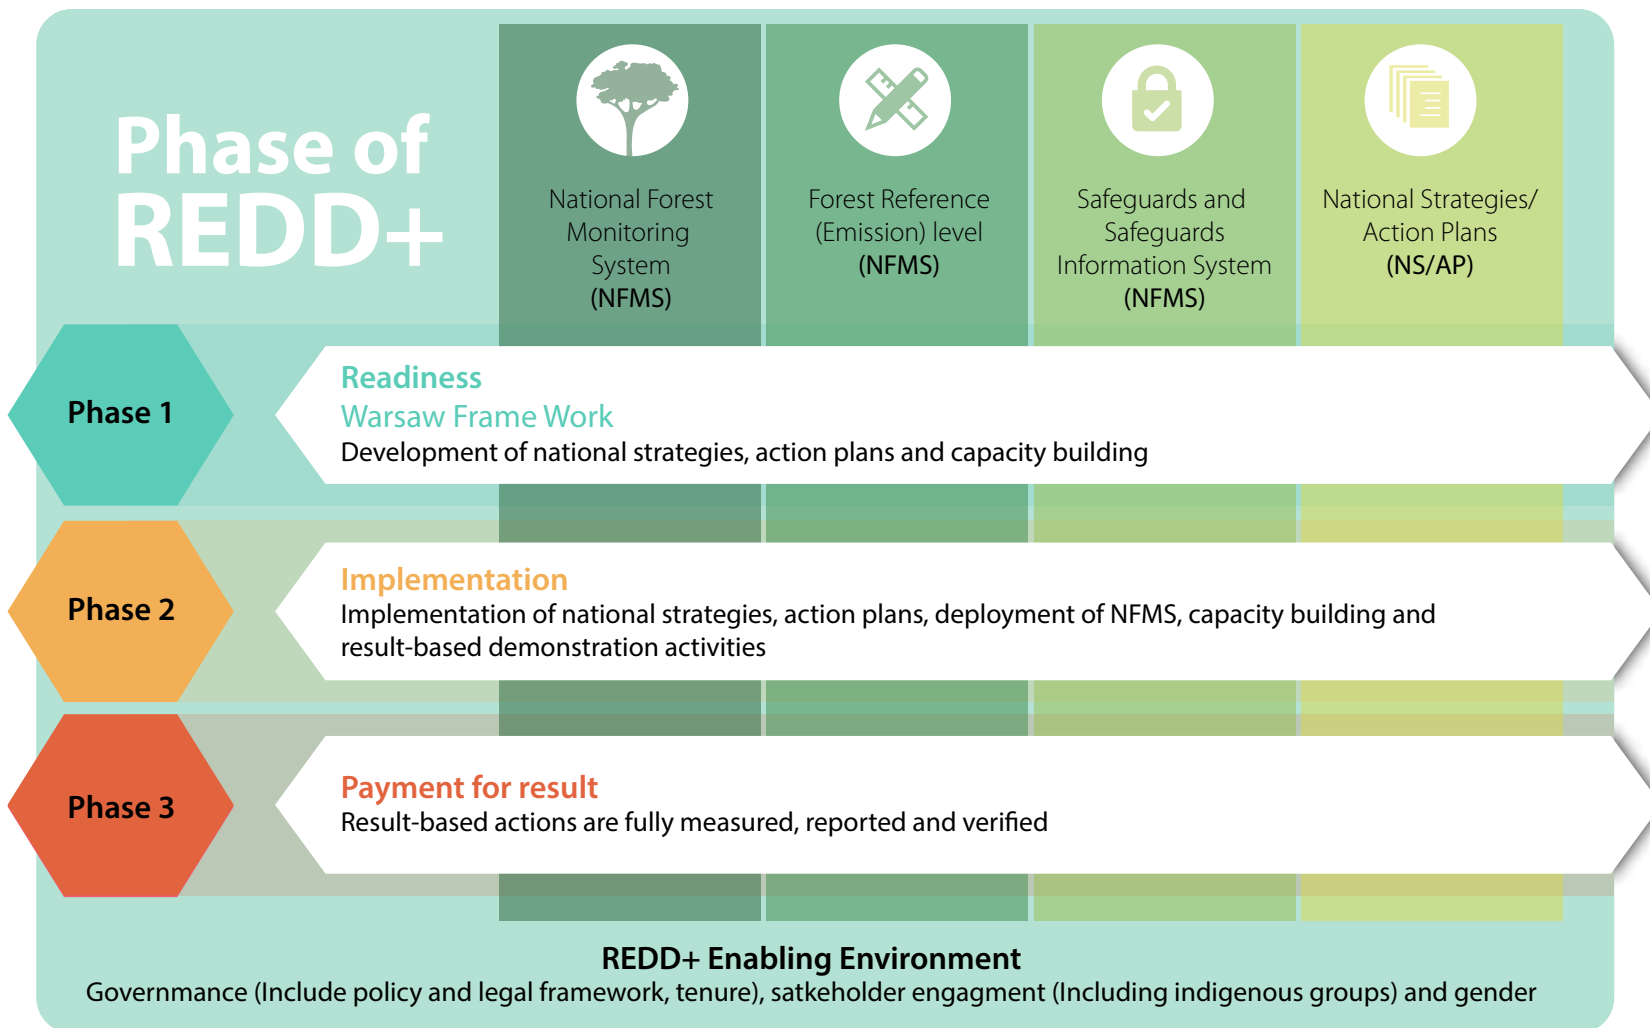 Phase of
REDD+
National Forest
Monitoring
System
(NFMS)
Forest Reference
(Emission) level
(NFMS)
Safeguards and
Safeguards
Information System
(NFMS)
National Strategies/
Action Plans
(NS/AP)
Phase 1
Readiness
Warsaw Frame Work
Development of national strategies, action plans and capacity building
Phase 2
Implementation
Implementation of national strategies, action plans, deployment of NFMS, capacity building and
result-based demonstration activities
Phase 3
Payment for result
Result-based actions are fully measured, reported and verified
REDD+ Enabling Environment
Governmance (Include policy and legal framework, tenure), satkeholder engagment (Including indigenous groups) and gender